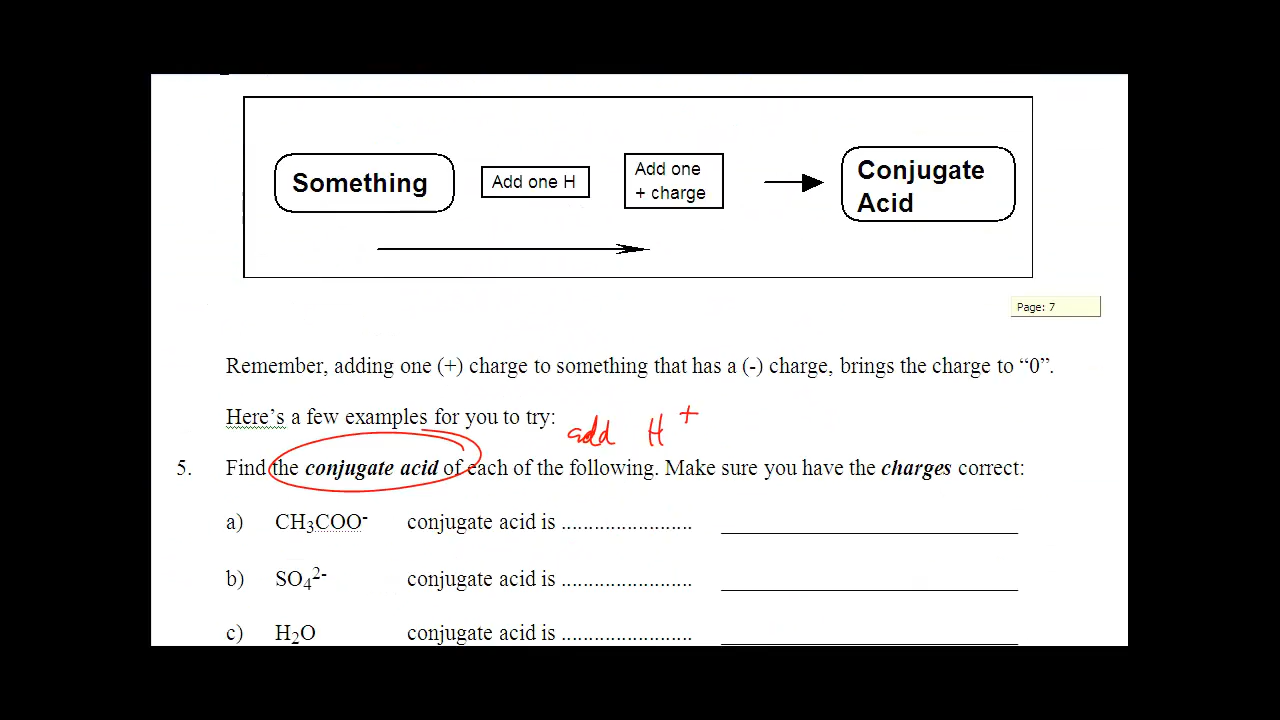 Something
Add one H
Add one
+ charge
Conjugate
Acid
Page: 7
Remember, adding one (+) charge to something that has a (-) charge, brings the charge to “0”.
Here’s a few examples for you to try:
add H +
5. Find the conjugate acid of each of the following. Make sure you have the charges correct:
a) CH₃COO⁻ conjugate acid is ........................ ___________________________
b) SO₄²⁻ conjugate acid is ........................ ___________________________
c) H₂O conjugate acid is ........................ ___________________________